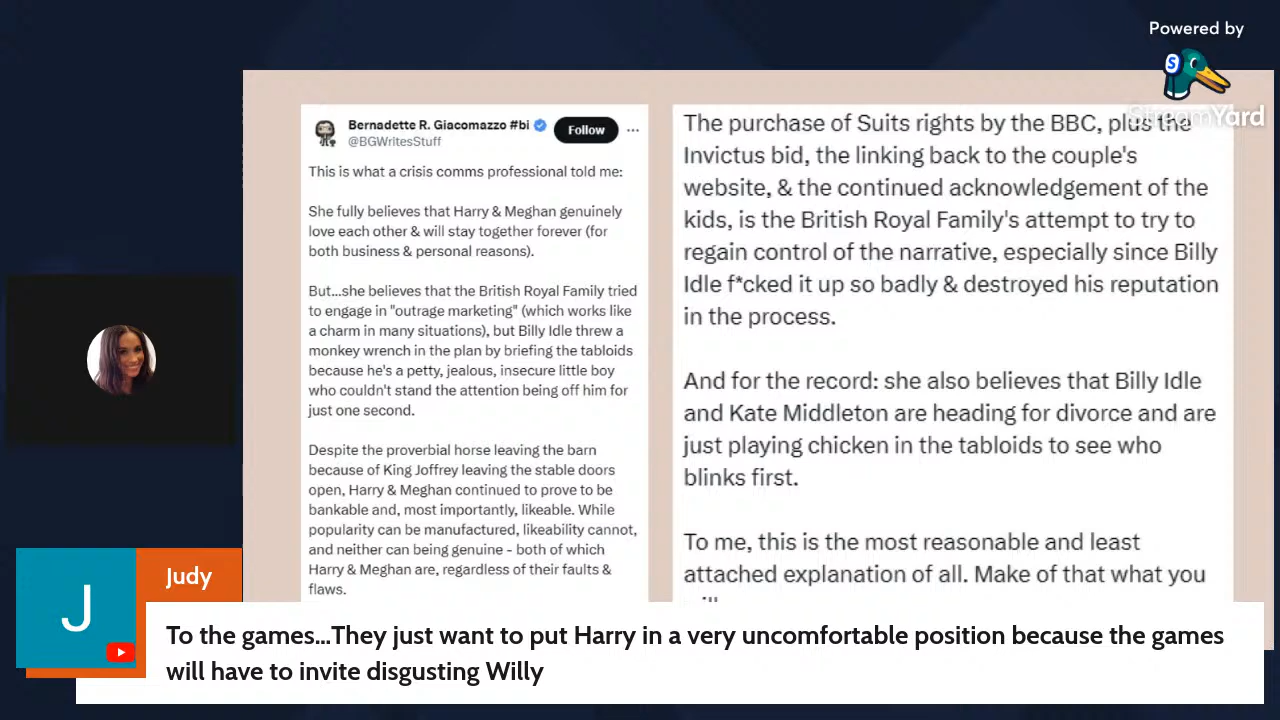 Powered by
S
StreamYard
Bernadette R. Giacomazzo #bi
Follow
...
@BGWritesStuff
This is what a crisis comms professional told me:
She fully believes that Harry & Meghan genuinely
love each other & will stay together forever (for
both business & personal reasons).
But...she believes that the British Royal Family tried
to engage in "outrage marketing" (which works like
a charm in many situations), but Billy Idle threw a
monkey wrench in the plan by briefing the tabloids
because he's a petty, jealous, insecure little boy
who couldn't stand the attention being off him for
just one second.
Despite the proverbial horse leaving the barn
because of King Joffrey leaving the stable doors
open, Harry & Meghan continued to prove to be
bankable and, most importantly, likeable. While
popularity can be manufactured, likeability cannot,
and neither can being genuine - both of which
Harry & Meghan are, regardless of their faults &
flaws.
The purchase of Suits rights by the BBC, plus the
Invictus bid, the linking back to the couple's
website, & the continued acknowledgement of the
kids, is the British Royal Family's attempt to try to
regain control of the narrative, especially since Billy
Idle f*cked it up so badly & destroyed his reputation
in the process.
And for the record: she also believes that Billy Idle
and Kate Middleton are heading for divorce and are
just playing chicken in the tabloids to see who
blinks first.
To me, this is the most reasonable and least
attached explanation of all. Make of that what you
J
Judy
To the games...They just want to put Harry in a very uncomfortable position because the games
will have to invite disgusting Willy